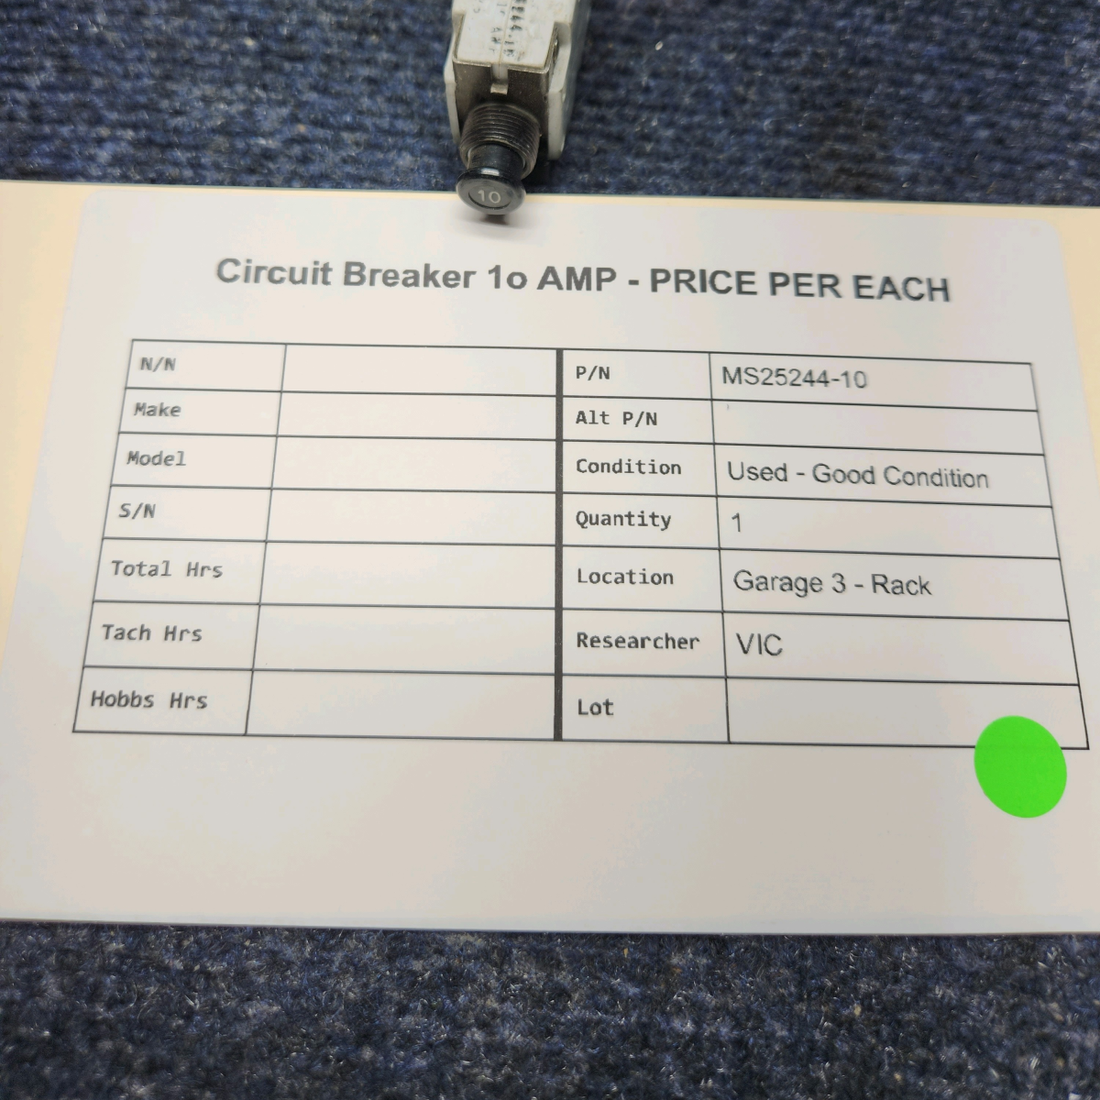 10
Circuit Breaker 1o AMP - PRICE PER EACH
N/N
P/N MS25244-10
Make
Alt P/N
Model
Condition Used - Good Condition
S/N
Quantity 1
Total Hrs
Location Garage 3 - Rack
Tach Hrs
Researcher VIC
Hobbs Hrs
Lot